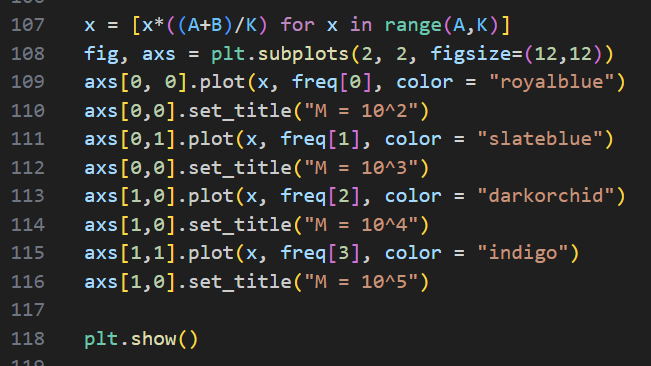 107 x = [x*((A+B)/K) for x in range(A,K)]
108 fig, axs = plt.subplots(2, 2, figsize=(12,12))
109 axs[0, 0].plot(x, freq[0], color = "royalblue")
110 axs[0,0].set_title("M = 10^2")
111 axs[0,1].plot(x, freq[1], color = "slateblue")
112 axs[0,0].set_title("M = 10^3")
113 axs[1,0].plot(x, freq[2], color = "darkorchid")
114 axs[1,0].set_title("M = 10^4")
115 axs[1,1].plot(x, freq[3], color = "indigo")
116 axs[1,0].set_title("M = 10^5")
117
118 plt.show()